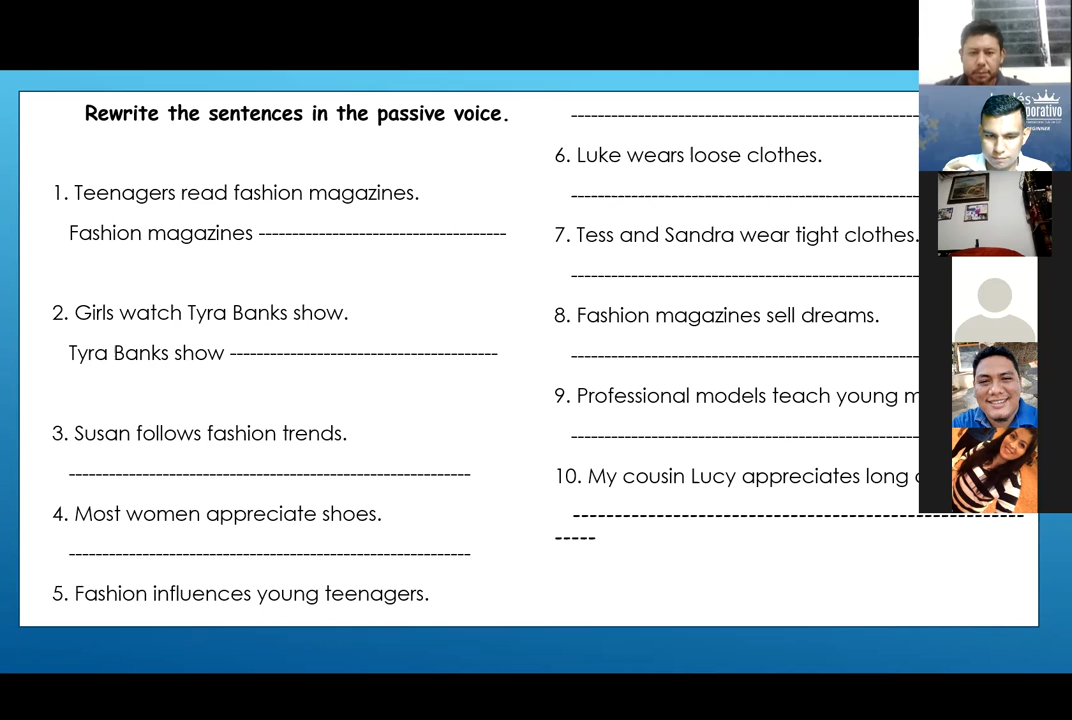 Rewrite the sentences in the passive voice.
1. Teenagers read fashion magazines.
Fashion magazines -------------------------------------
2. Girls watch Tyra Banks show.
Tyra Banks show ----------------------------------------
3. Susan follows fashion trends.
------------------------------------------------------------
4. Most women appreciate shoes.
------------------------------------------------------------
5. Fashion influences young teenagers.
----------------------------------------------------
6. Luke wears loose clothes.
----------------------------------------------------
7. Tess and Sandra wear tight clothes.
----------------------------------------------------
8. Fashion magazines sell dreams.
----------------------------------------------------
9. Professional models teach young
----------------------------------------------------
10. My cousin Lucy appreciates long
------------------------------------------------------
-----